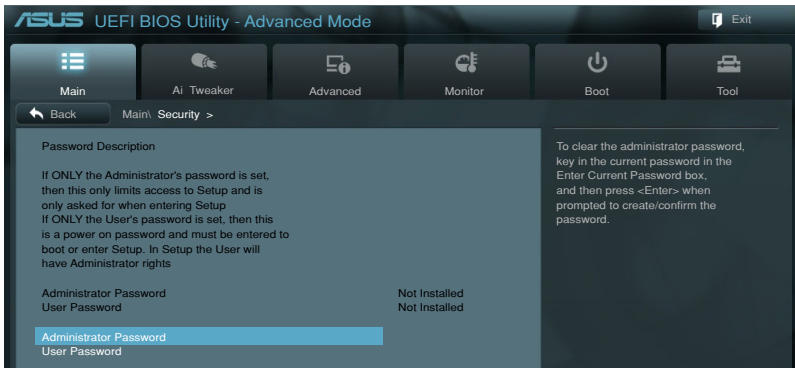 ASUS UEFI BIOS Utility - Advanced Mode
Exit
Main
Ai Tweaker
Advanced
Monitor
Boot
Tool
Back
Main\ Security >
Password Description
If ONLY the Administrator's password is set,
then this only limits access to Setup and is
only asked for when entering Setup
If ONLY the User's password is set, then this
is a power on password and must be entered to
boot or enter Setup. In Setup the User will
have Administrator rights
Administrator Password Not Installed
User Password Not Installed
Administrator Password
User Password
To clear the administrator password,
key in the current password in the
Enter Current Password box,
and then press <Enter> when
prompted to create/confirm the
password.